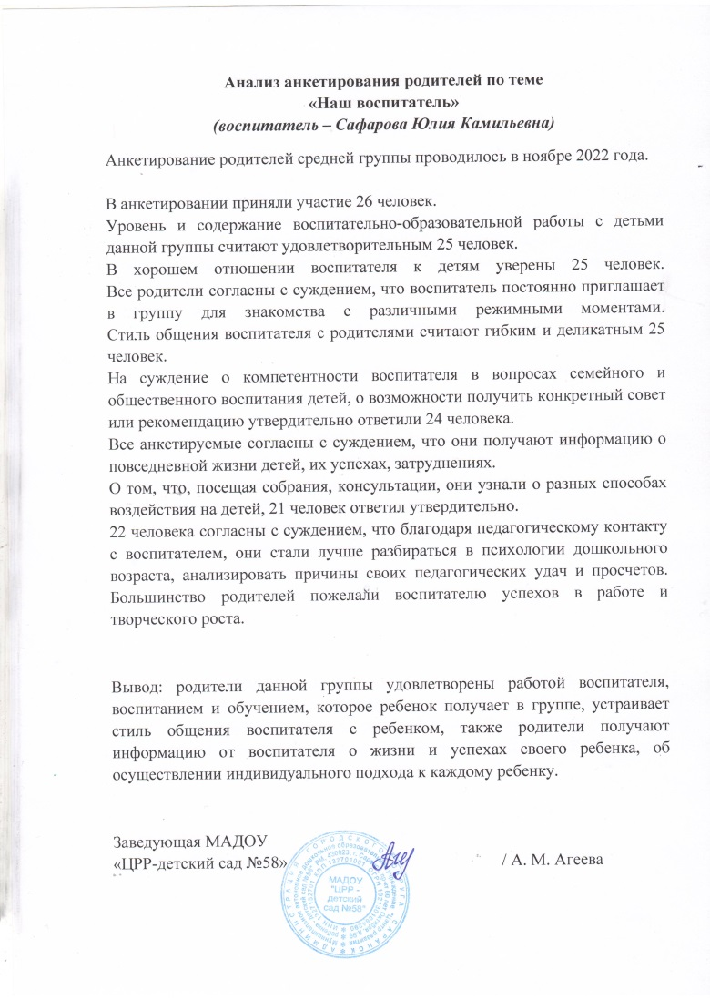 Анализ анкетирования родителей по теме
«Наш воспитатель»
(воспитатель – Сафарова Юлия Камильевна)
Анкетирование родителей средней группы проводилось в ноябре 2022 года.
В анкетировании приняли участие 26 человек.
Уровень и содержание воспитательно-образовательной работы с детьми
данной группы считают удовлетворительным 25 человек.
В хорошем отношении воспитателя к детям уверены 25 человек.
Все родители согласны с суждением, что воспитатель постоянно приглашает
в группу для знакомства с различными режимными моментами.
Стиль общения воспитателя с родителями считают гибким и деликатным 25
человек.
На суждение о компетентности воспитателя в вопросах семейного и
общественного воспитания детей, о возможности получить конкретный совет
или рекомендацию утвердительно ответили 24 человека.
Все анкетируемые согласны с суждением, что они получают информацию о
повседневной жизни детей, их успехах, затруднениях.
О том, что, посещая собрания, консультации, они узнали о разных способах
воздействия на детей, 21 человек ответил утвердительно.
22 человека согласны с суждением, что благодаря педагогическому контакту
с воспитателем, они стали лучше разбираться в психологии дошкольного
возраста, анализировать причины своих педагогических удач и просчетов.
Большинство родителей пожелали воспитателю успехов в работе и
творческого роста.
Вывод: родители данной группы удовлетворены работой воспитателя,
воспитанием и обучением, которое ребенок получает в группе, устраивает
стиль общения воспитателя с ребенком, также родители получают
информацию от воспитателя о жизни и успехах своего ребенка, об
осуществлении индивидуального подхода к каждому ребенку.
Заведующая МАДОУ
«ЦРР-детский сад №58»
/ А. М. Агеева
МАДОУ
"ЦРР -
детский
сад №58"